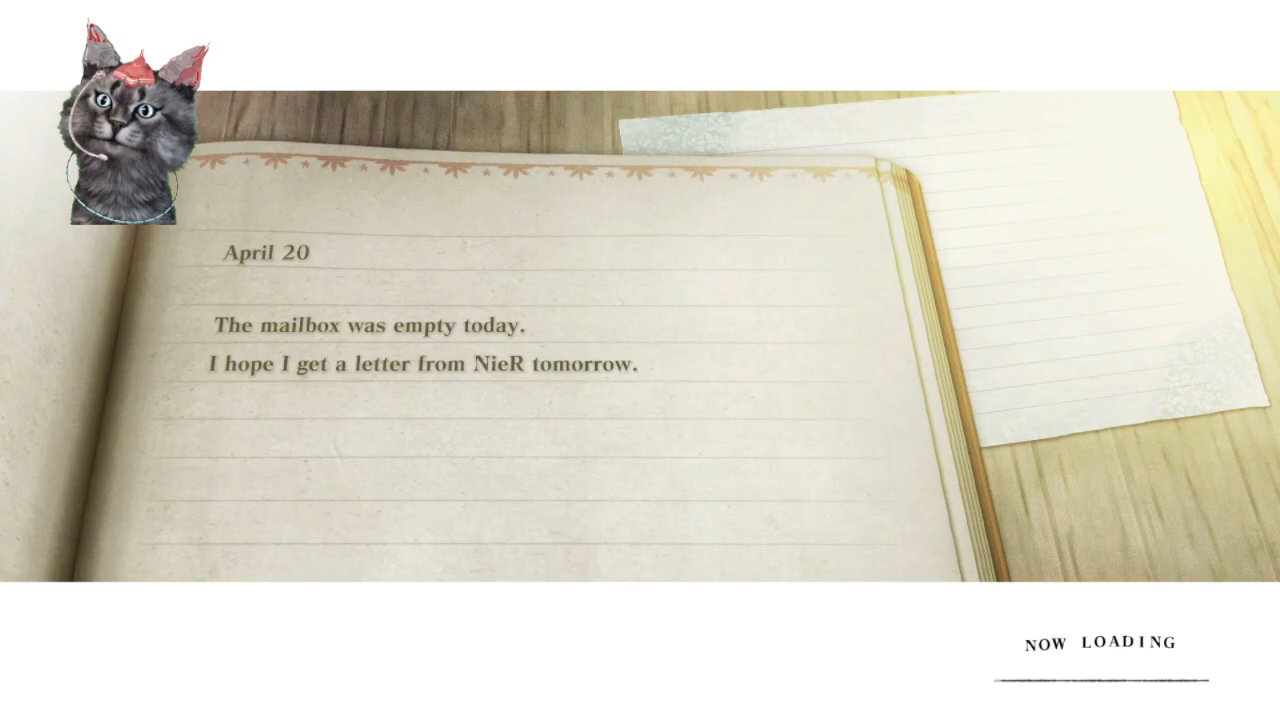 April 20
The mailbox was empty today.
I hope I get a letter from NieR tomorrow.
NOW LOADING